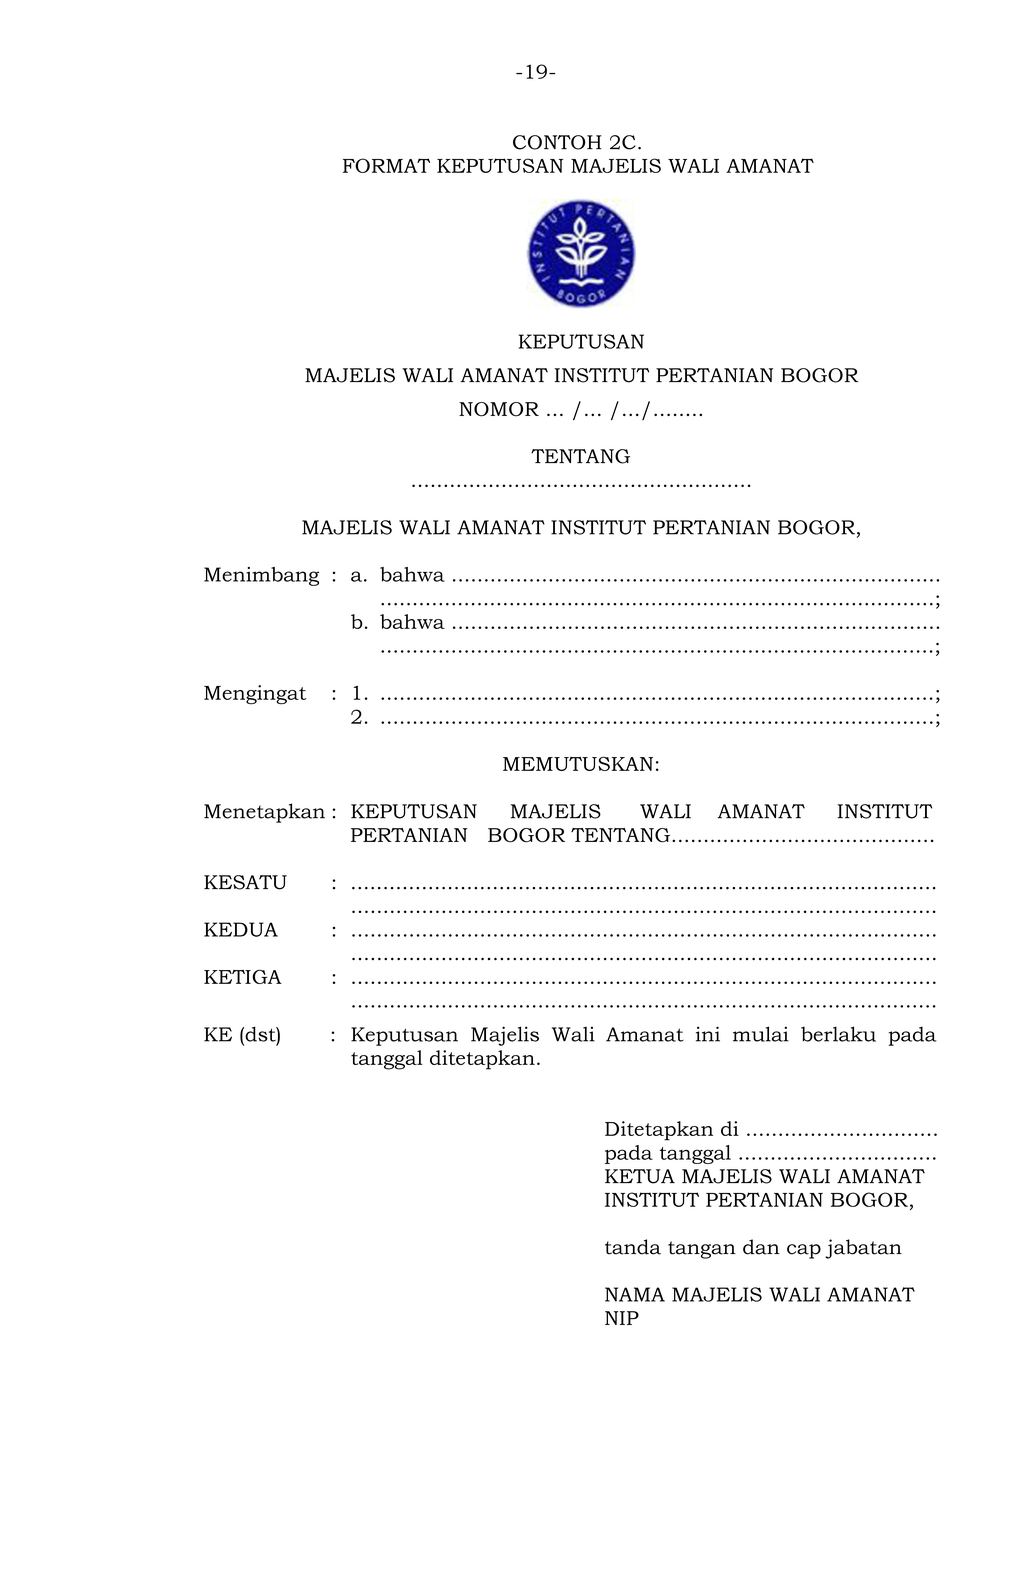 -19-
CONTOH 2C.
FORMAT KEPUTUSAN MAJELIS WALI AMANAT
INSTITUT PERTANIAN
BOGOR
KEPUTUSAN
MAJELIS WALI AMANAT INSTITUT PERTANIAN BOGOR
NOMOR ... /... /.../........
TENTANG
.....................................................
MAJELIS WALI AMANAT INSTITUT PERTANIAN BOGOR,
Menimbang : a. bahwa ............................................................................
......................................................................................;
b. bahwa ............................................................................
......................................................................................;
Mengingat : 1. ......................................................................................;
2. ......................................................................................;
MEMUTUSKAN:
Menetapkan : KEPUTUSAN MAJELIS WALI AMANAT INSTITUT
PERTANIAN BOGOR TENTANG.........................................
KESATU : ...........................................................................................
...........................................................................................
KEDUA : ...........................................................................................
...........................................................................................
KETIGA : ...........................................................................................
...........................................................................................
KE (dst) : Keputusan Majelis Wali Amanat ini mulai berlaku pada
tanggal ditetapkan.
Ditetapkan di ..............................
pada tanggal ...............................
KETUA MAJELIS WALI AMANAT
INSTITUT PERTANIAN BOGOR,
tanda tangan dan cap jabatan
NAMA MAJELIS WALI AMANAT
NIP